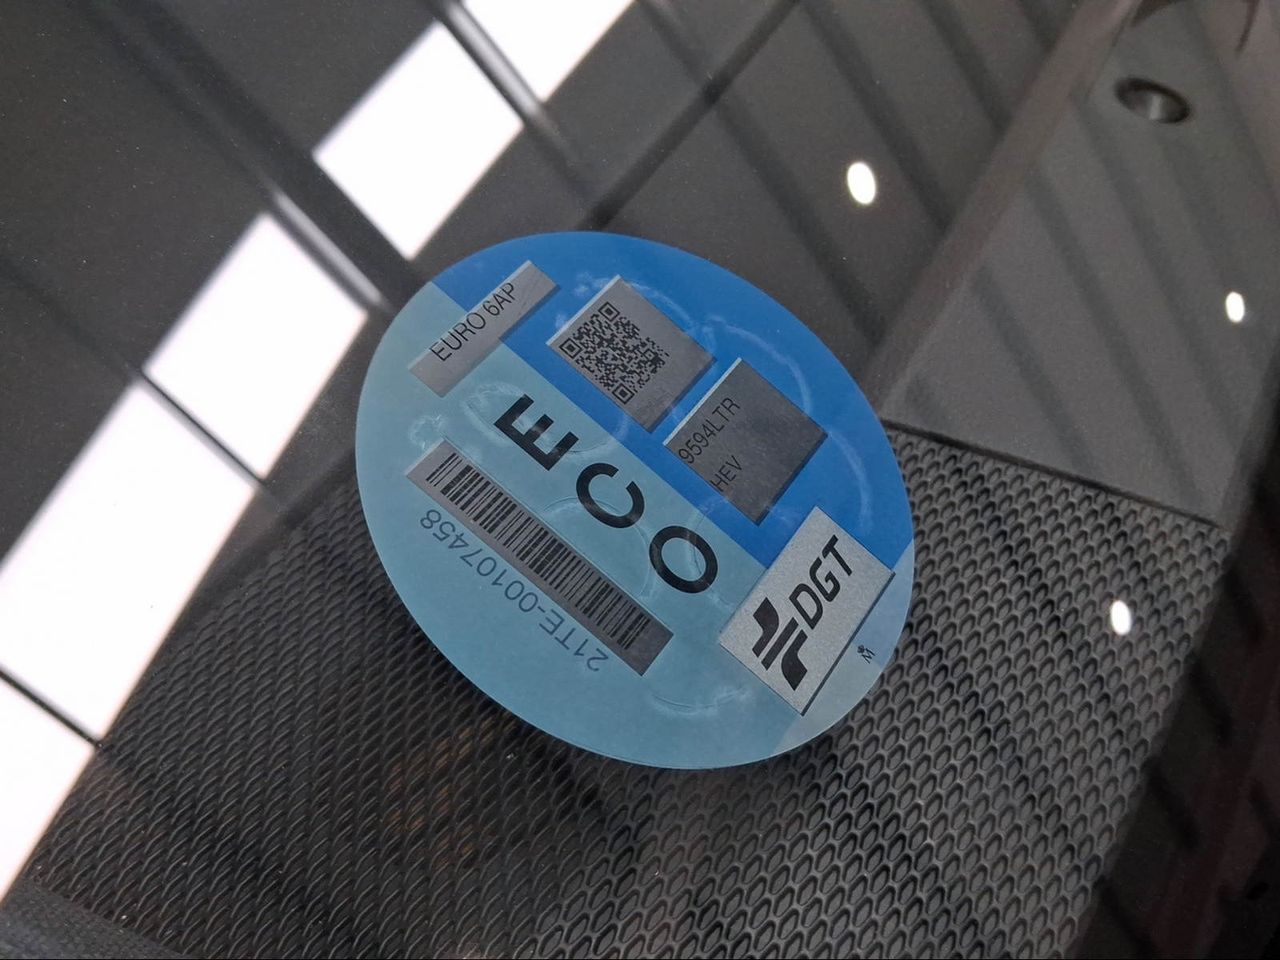 EURO 6AP
9594LTR
HEV
ECO
21TE-00107458
DGT
M